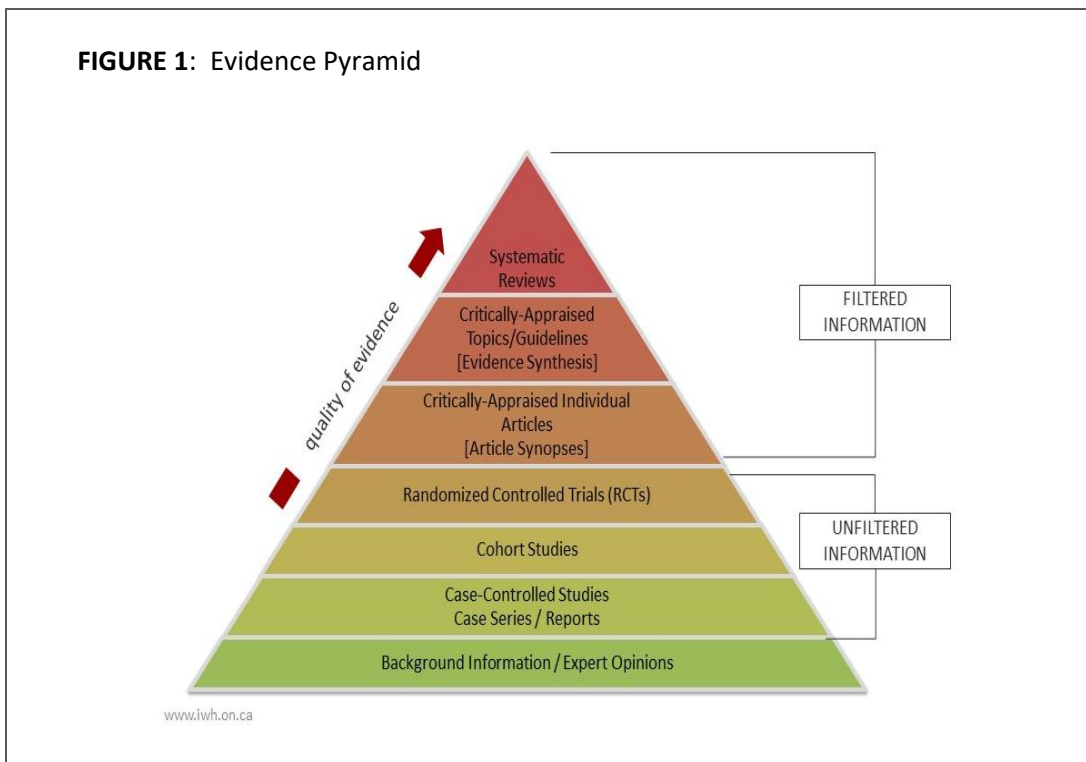 FIGURE 1: Evidence Pyramid
quality of evidence
Systematic
Reviews
Critically-Appraised
Topics/Guidelines
[Evidence Synthesis]
Critically-Appraised Individual
Articles
[Article Synopses]
Randomized Controlled Trials (RCTs)
Cohort Studies
Case-Controlled Studies
Case Series / Reports
Background Information / Expert Opinions
FILTERED
INFORMATION
UNFILTERED
INFORMATION
www.iwh.on.ca